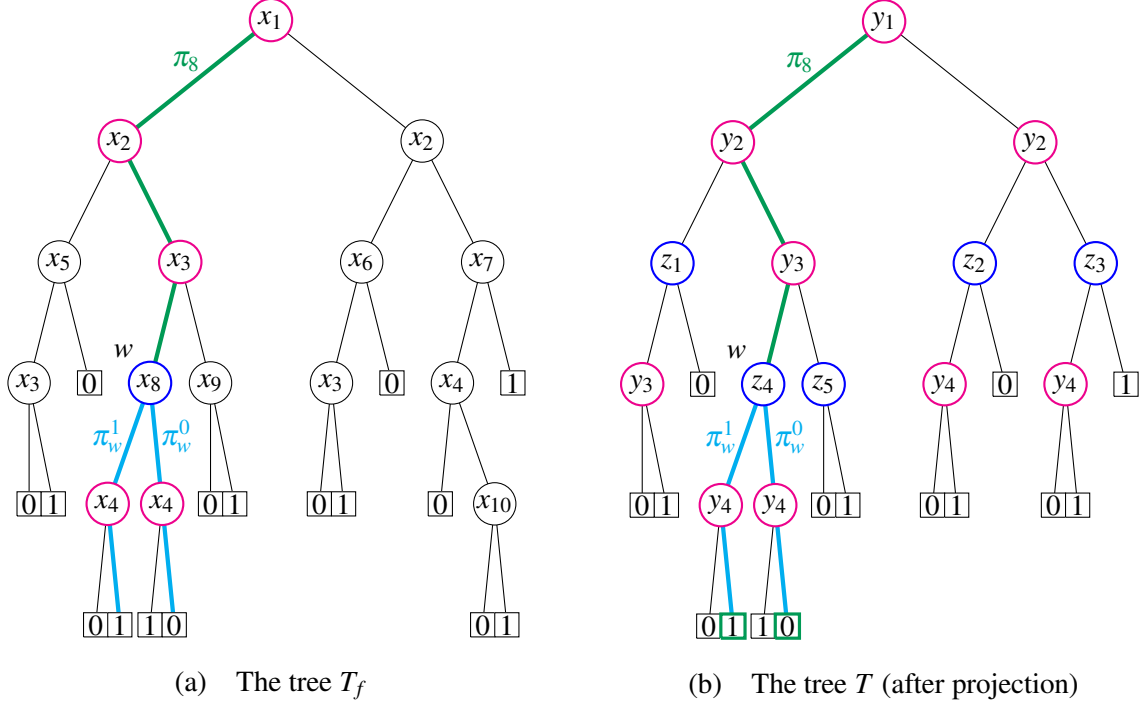 x₁ y₁
π₈ π₈
x₂ x₂ y₂ y₂
x₅ x₃ x₆ x₇ z₁ y₃ z₂ z₃
w w
x₃ 0 x₈ x₉ x₃ 0 x₄ 1 y₃ 0 z₄ z₅ y₄ 0 y₄ 1
π_w^1 π_w^0 π_w^1 π_w^0
0 1 x₄ x₄ 0 1 0 1 0 x₁₀ 0 1 y₄ y₄ 0 1 0 1 0 1
0 1 1 0 0 1 0 1 1 0
(a) The tree T_f (b) The tree T (after projection)